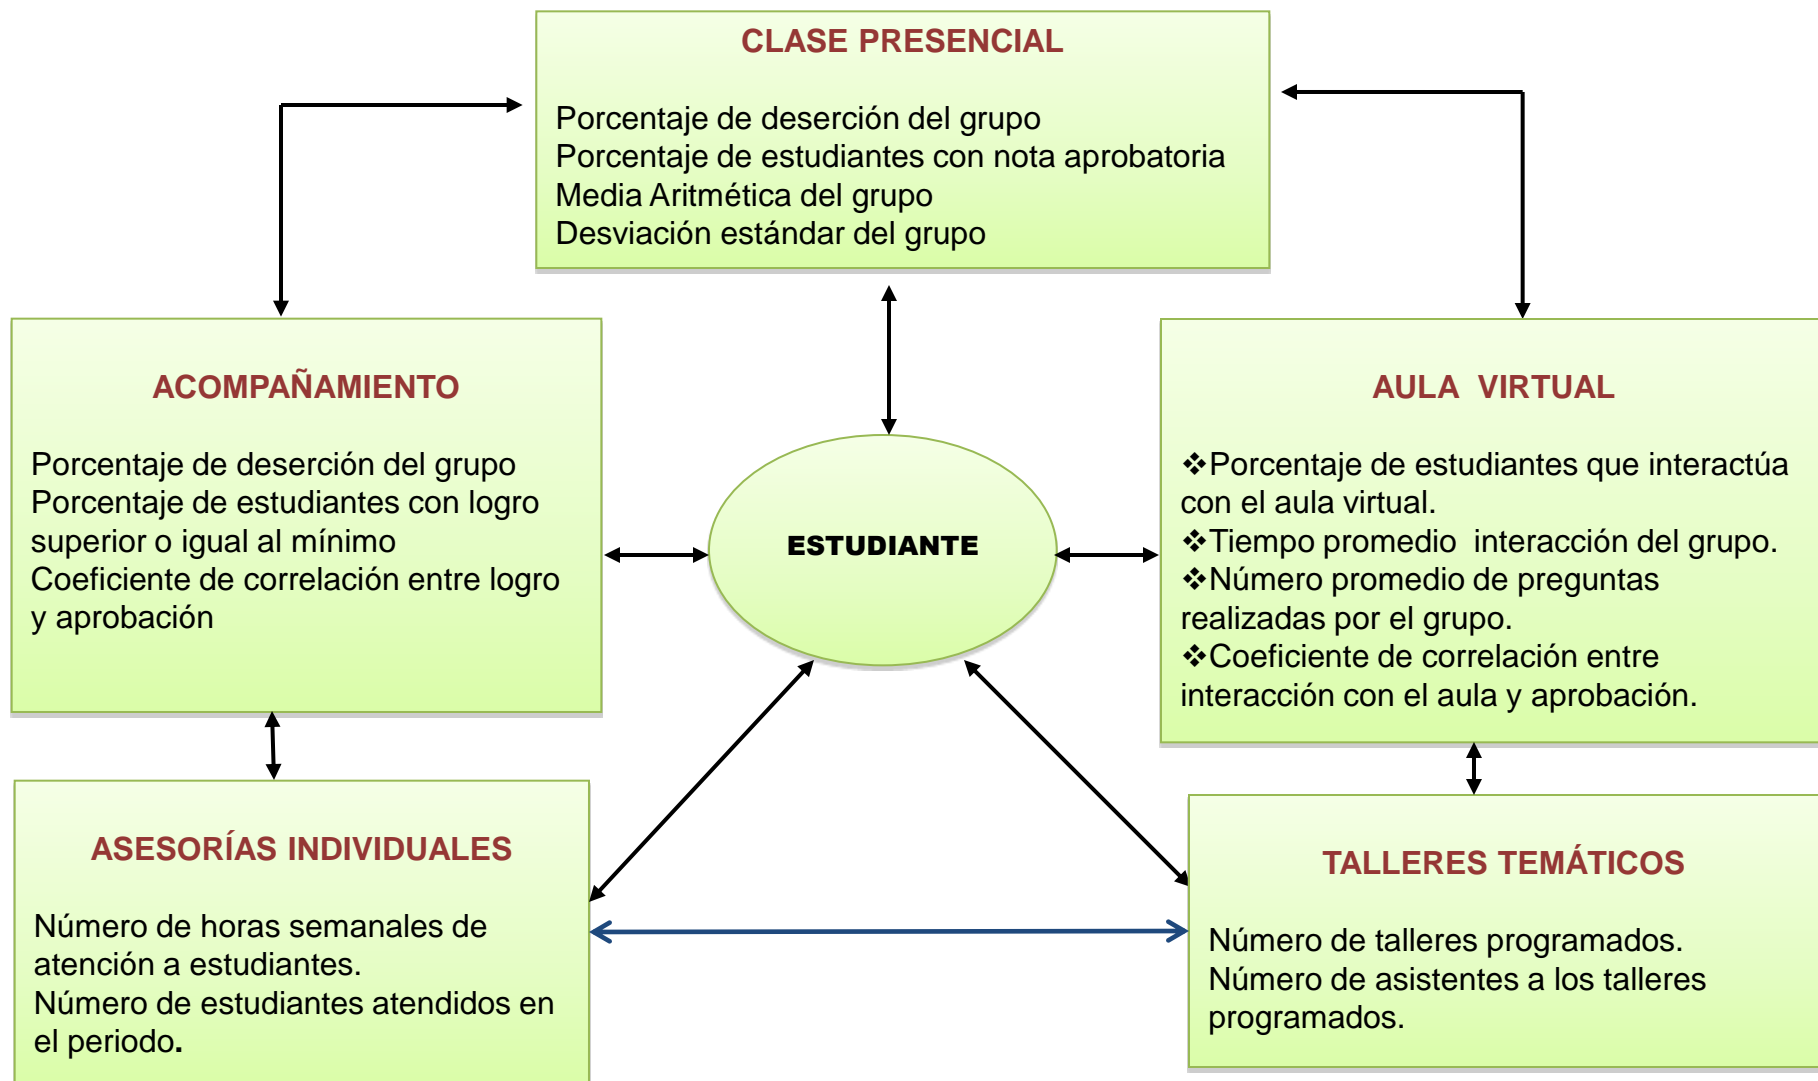 CLASE PRESENCIAL
Porcentaje de deserción del grupo
Porcentaje de estudiantes con nota aprobatoria
Media Aritmética del grupo
Desviación estándar del grupo
ACOMPAÑAMIENTO
Porcentaje de deserción del grupo
Porcentaje de estudiantes con logro
superior o igual al mínimo
Coeficiente de correlación entre logro
y aprobación
ESTUDIANTE
AULA VIRTUAL
❖Porcentaje de estudiantes que interactúa
con el aula virtual.
❖Tiempo promedio interacción del grupo.
❖Número promedio de preguntas
realizadas por el grupo.
❖Coeficiente de correlación entre
interacción con el aula y aprobación.
ASESORÍAS INDIVIDUALES
Número de horas semanales de
atención a estudiantes.
Número de estudiantes atendidos en
el periodo.
TALLERES TEMÁTICOS
Número de talleres programados.
Número de asistentes a los talleres
programados.